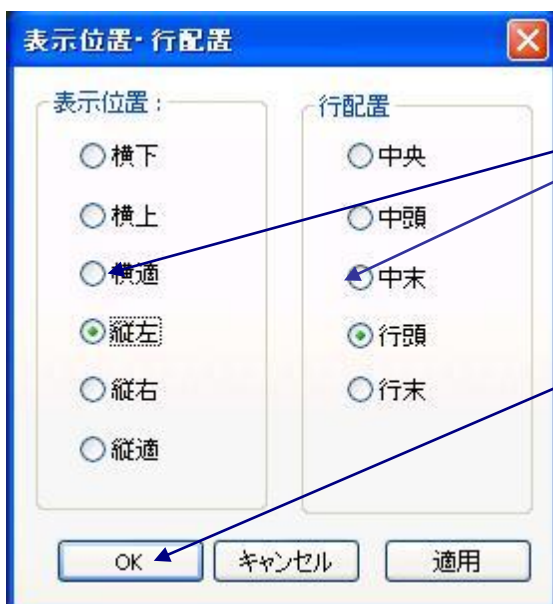 表示位置・行配置
表示位置：
横下
横上
横適
縦左
縦右
縦適
行配置
中央
中頭
中末
行頭
行末
OK
キャンセル
適用